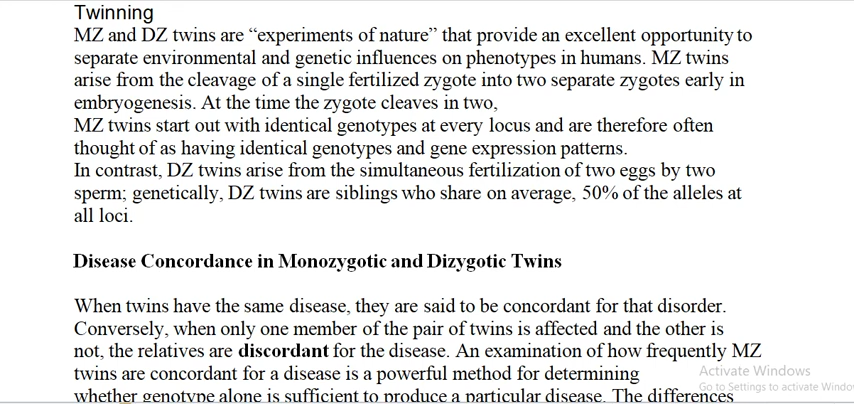 Twinning
MZ and DZ twins are “experiments of nature” that provide an excellent opportunity to
separate environmental and genetic influences on phenotypes in humans. MZ twins
arise from the cleavage of a single fertilized zygote into two separate zygotes early in
embryogenesis. At the time the zygote cleaves in two,
MZ twins start out with identical genotypes at every locus and are therefore often
thought of as having identical genotypes and gene expression patterns.
In contrast, DZ twins arise from the simultaneous fertilization of two eggs by two
sperm; genetically, DZ twins are siblings who share on average, 50% of the alleles at
all loci.
Disease Concordance in Monozygotic and Dizygotic Twins
When twins have the same disease, they are said to be concordant for that disorder.
Conversely, when only one member of the pair of twins is affected and the other is
not, the relatives are discordant for the disease. An examination of how frequently MZ
twins are concordant for a disease is a powerful method for determining
whether genotype alone is sufficient to produce a particular disease. The differences
Activate Windows
Go to Settings to activate Windo